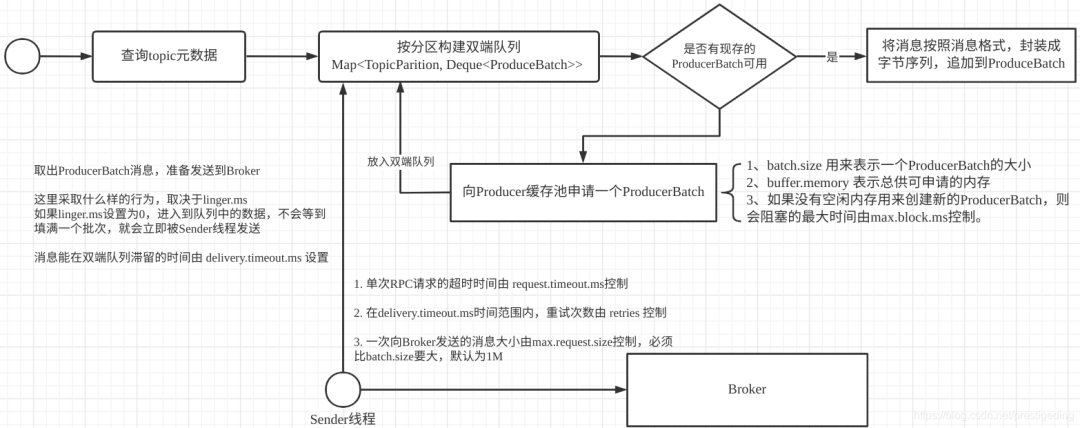 查询topic元数据
按分区构建双端队列
Map<TopicParition, Deque<ProduceBatch>>
是否有现存的
ProducerBatch可用
是
将消息按照消息格式，封装成
字节序列，追加到ProduceBatch
放入双端队列
向Producer缓存池申请一个ProducerBatch
1、batch.size 用来表示一个ProducerBatch的大小
2、buffer.memory 表示总供可申请的内存
3、如果没有空闲内存用来创建新的ProducerBatch，则
会阻塞的最大时间由max.block.ms控制。
取出ProducerBatch消息，准备发送到Broker
这里采取什么样的行为，取决于linger.ms
如果linger.ms设置为0，进入到队列中的数据，不会等到
填满一个批次，就会立即被Sender线程发送
消息能在双端队列滞留的时间由 delivery.timeout.ms 设置
1. 单次RPC请求的超时时间由 request.timeout.ms控制
2. 在delivery.timeout.ms时间范围内，重试次数由 retries 控制
3. 一次向Broker发送的消息大小由max.request.size控制，必须
比batch.size要大，默认为1M
Sender线程
Broker
https://blog.csdn.net/prestigeding